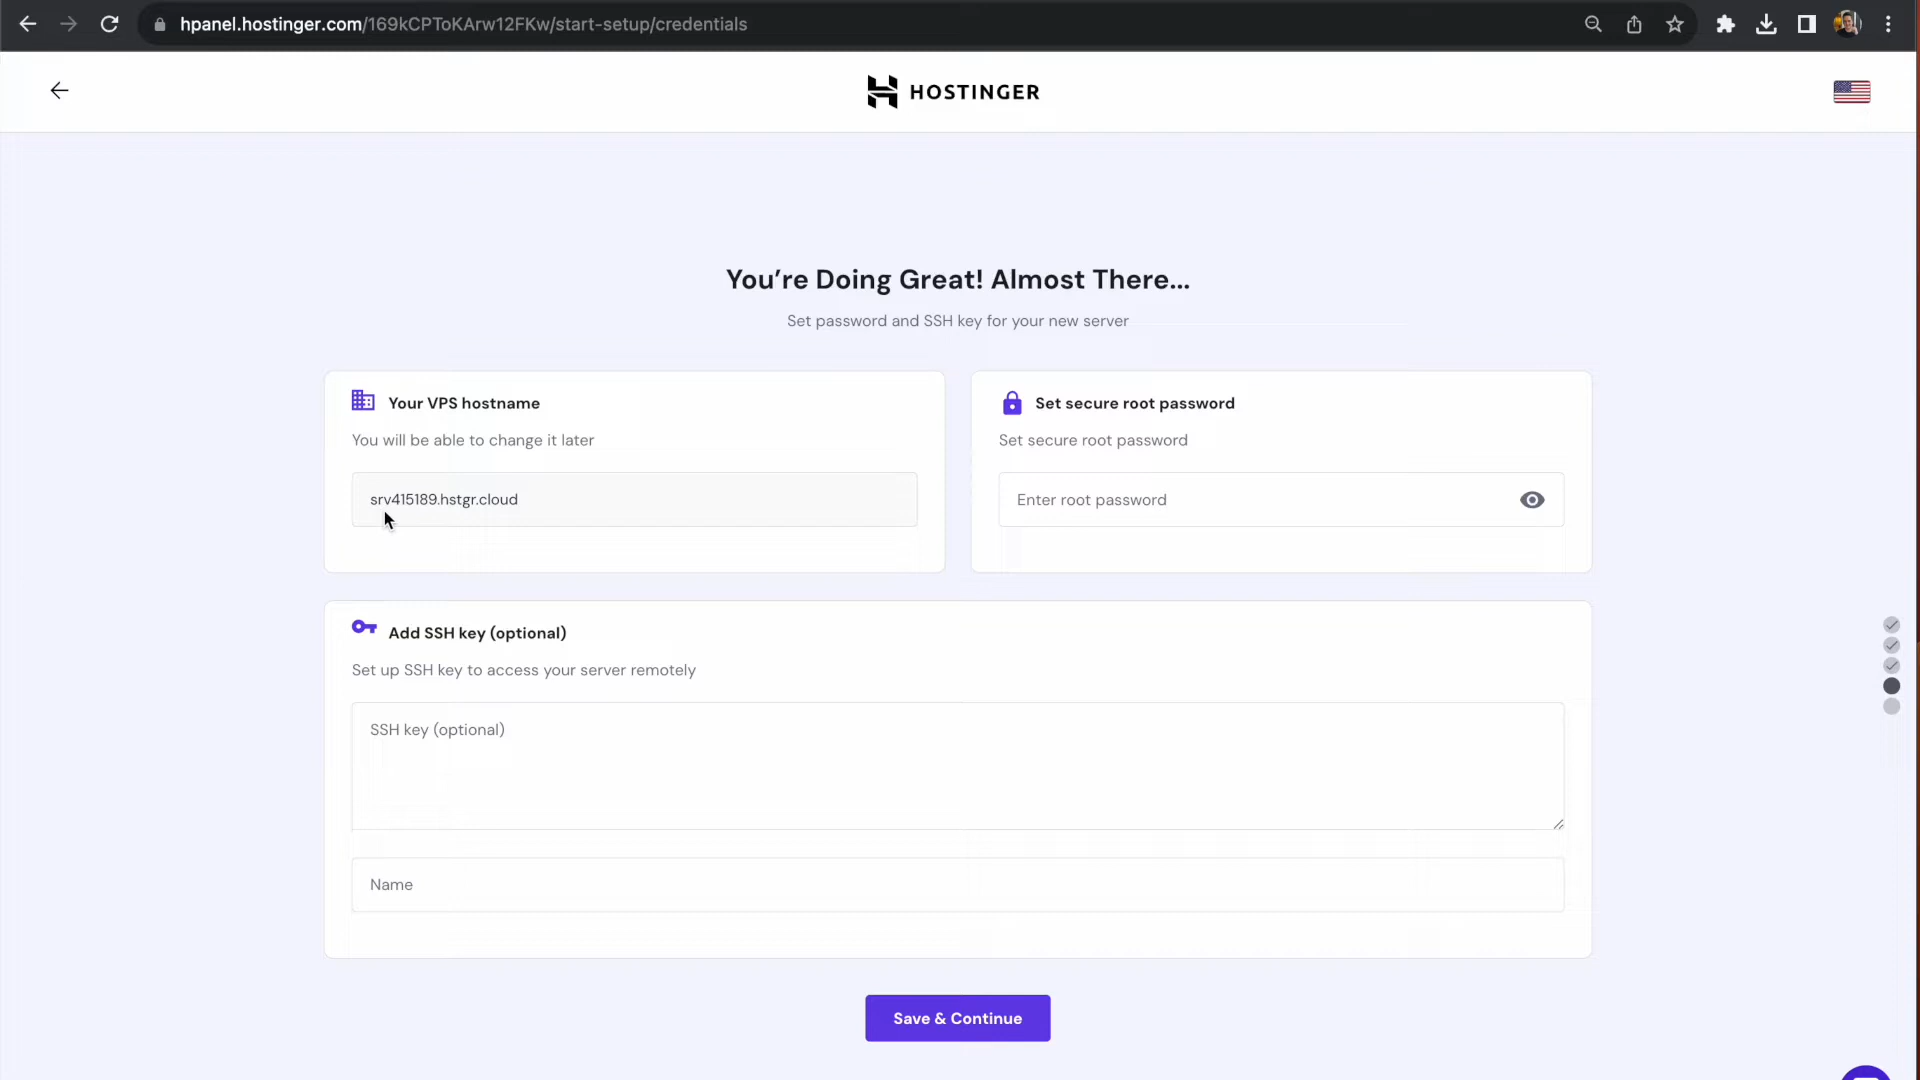 hpanel.hostinger.com/169kCPToKArw12FKw/start-setup/credentials
HOSTINGER
You’re Doing Great! Almost There...
Set password and SSH key for your new server
Your VPS hostname
You will be able to change it later
srv415189.hstgr.cloud
Set secure root password
Set secure root password
Enter root password
Add SSH key (optional)
Set up SSH key to access your server remotely
SSH key (optional)
Name
Save & Continue